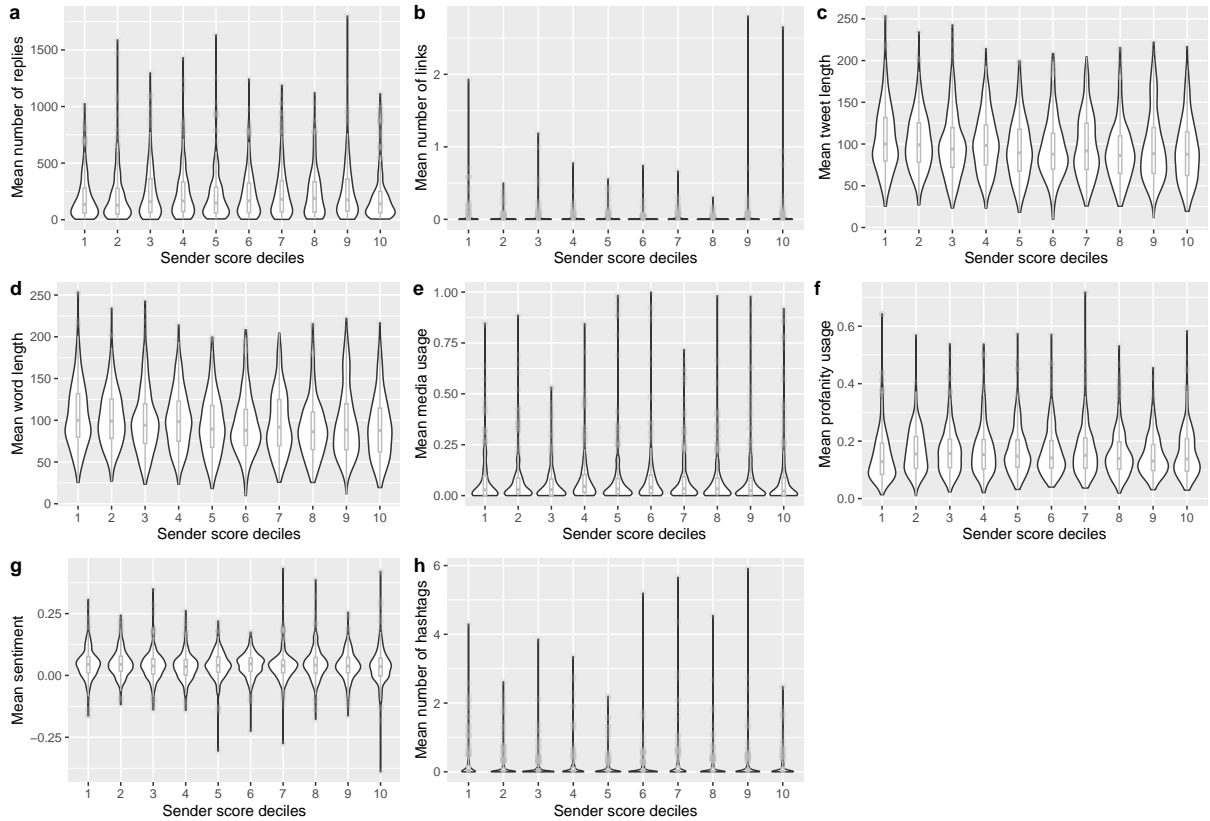 a
Mean number of replies
1500
1000
500
0
1 2 3 4 5 6 7 8 9 10
Sender score deciles
b
Mean number of links
2
1
0
1 2 3 4 5 6 7 8 9 10
Sender score deciles
c
Mean tweet length
250
200
150
100
50
0
1 2 3 4 5 6 7 8 9 10
Sender score deciles
d
Mean word length
250
200
150
100
50
0
1 2 3 4 5 6 7 8 9 10
Sender score deciles
e
Mean media usage
1.00
0.75
0.50
0.25
0.00
1 2 3 4 5 6 7 8 9 10
Sender score deciles
f
Mean profanity usage
0.6
0.4
0.2
0.0
1 2 3 4 5 6 7 8 9 10
Sender score deciles
g
Mean sentiment
0.25
0.00
−0.25
1 2 3 4 5 6 7 8 9 10
Sender score deciles
h
Mean number of hashtags
6
4
2
0
1 2 3 4 5 6 7 8 9 10
Sender score deciles